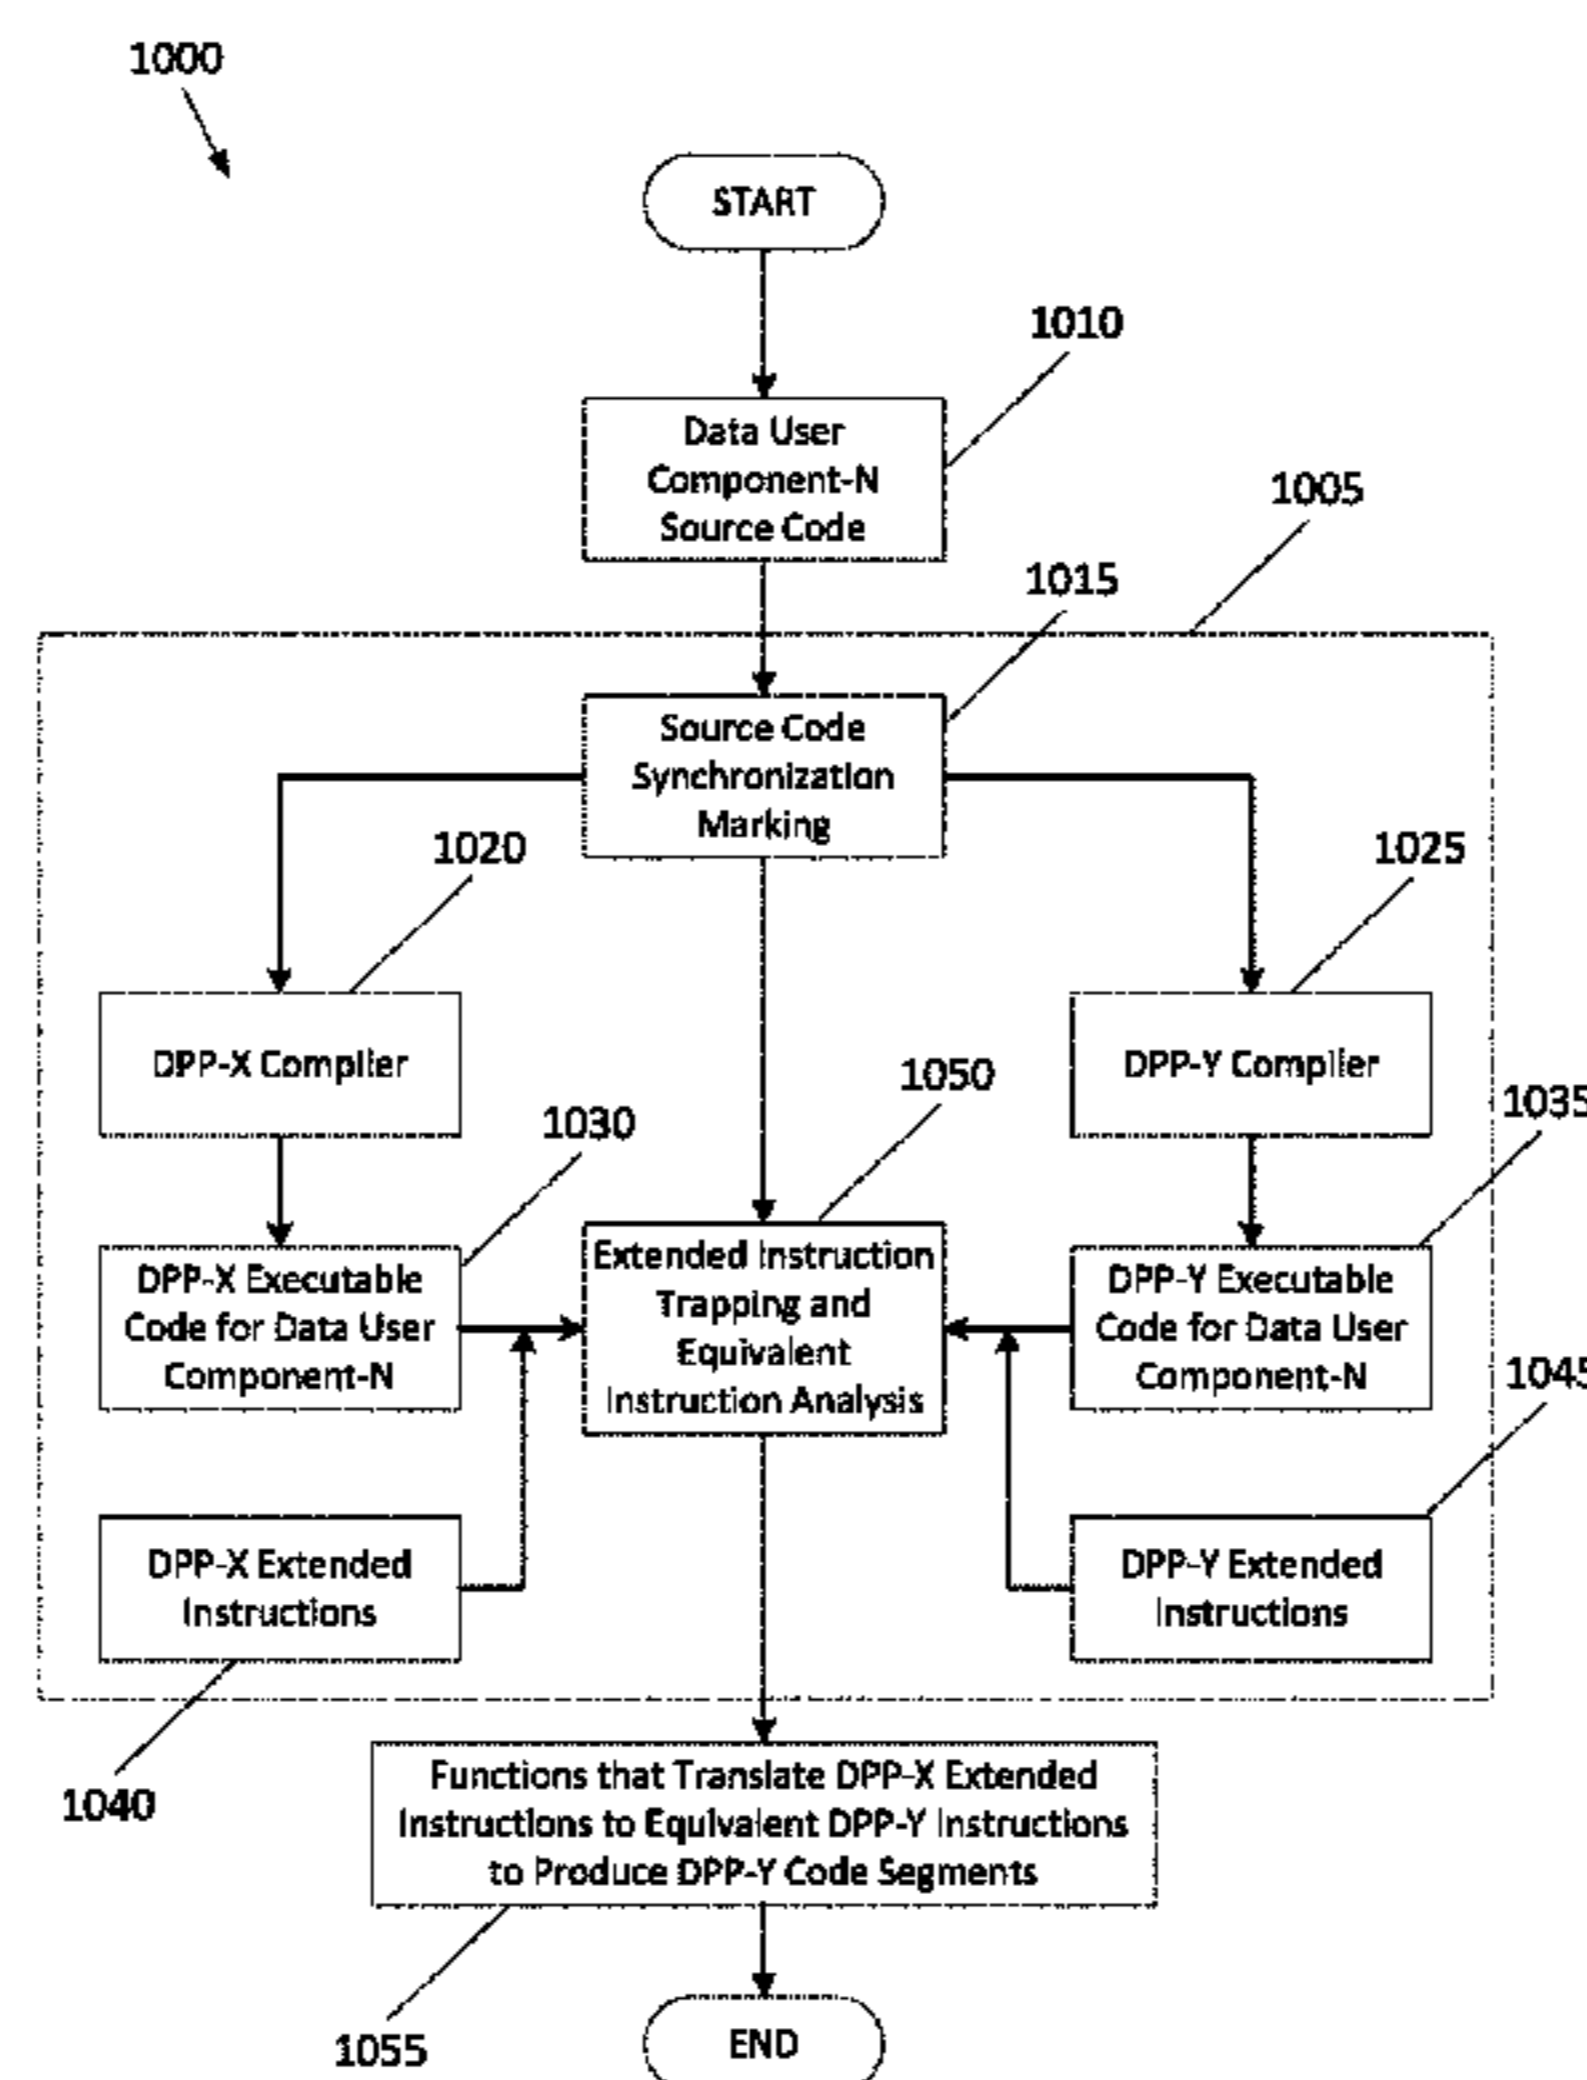 1000
START
1010
Data User
Component-N
Source Code
1005
1015
Source Code
Synchronization
Marking
1020
1025
DPP-X Compiler
DPP-Y Compiler
1050
1035
1030
DPP-X Executable
Code for Data User
Component-N
Extended Instruction
Trapping and
Equivalent
Instruction Analysis
DPP-Y Executable
Code for Data User
Component-N
1045
DPP-X Extended
Instructions
DPP-Y Extended
Instructions
1040
Functions that Translate DPP-X Extended
Instructions to Equivalent DPP-Y Instructions
to Produce DPP-Y Code Segments
1055
END